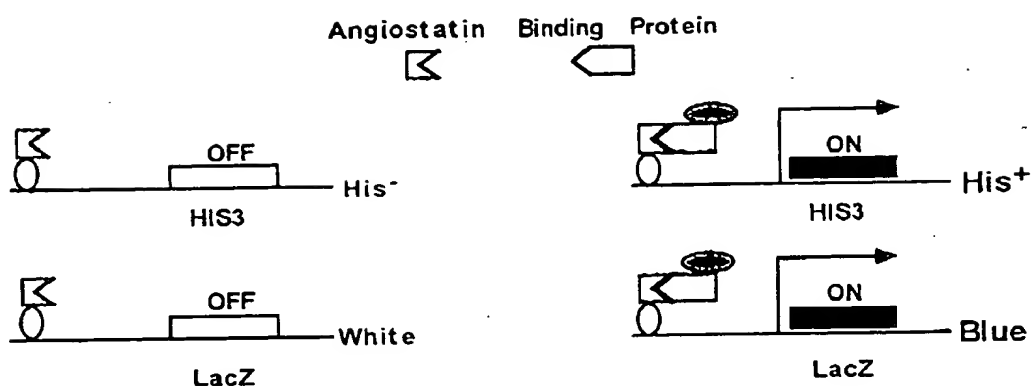 Angiostatin Binding Protein
OFF
His-
HIS3
ON
His+
HIS3
OFF
White
LacZ
ON
Blue
LacZ